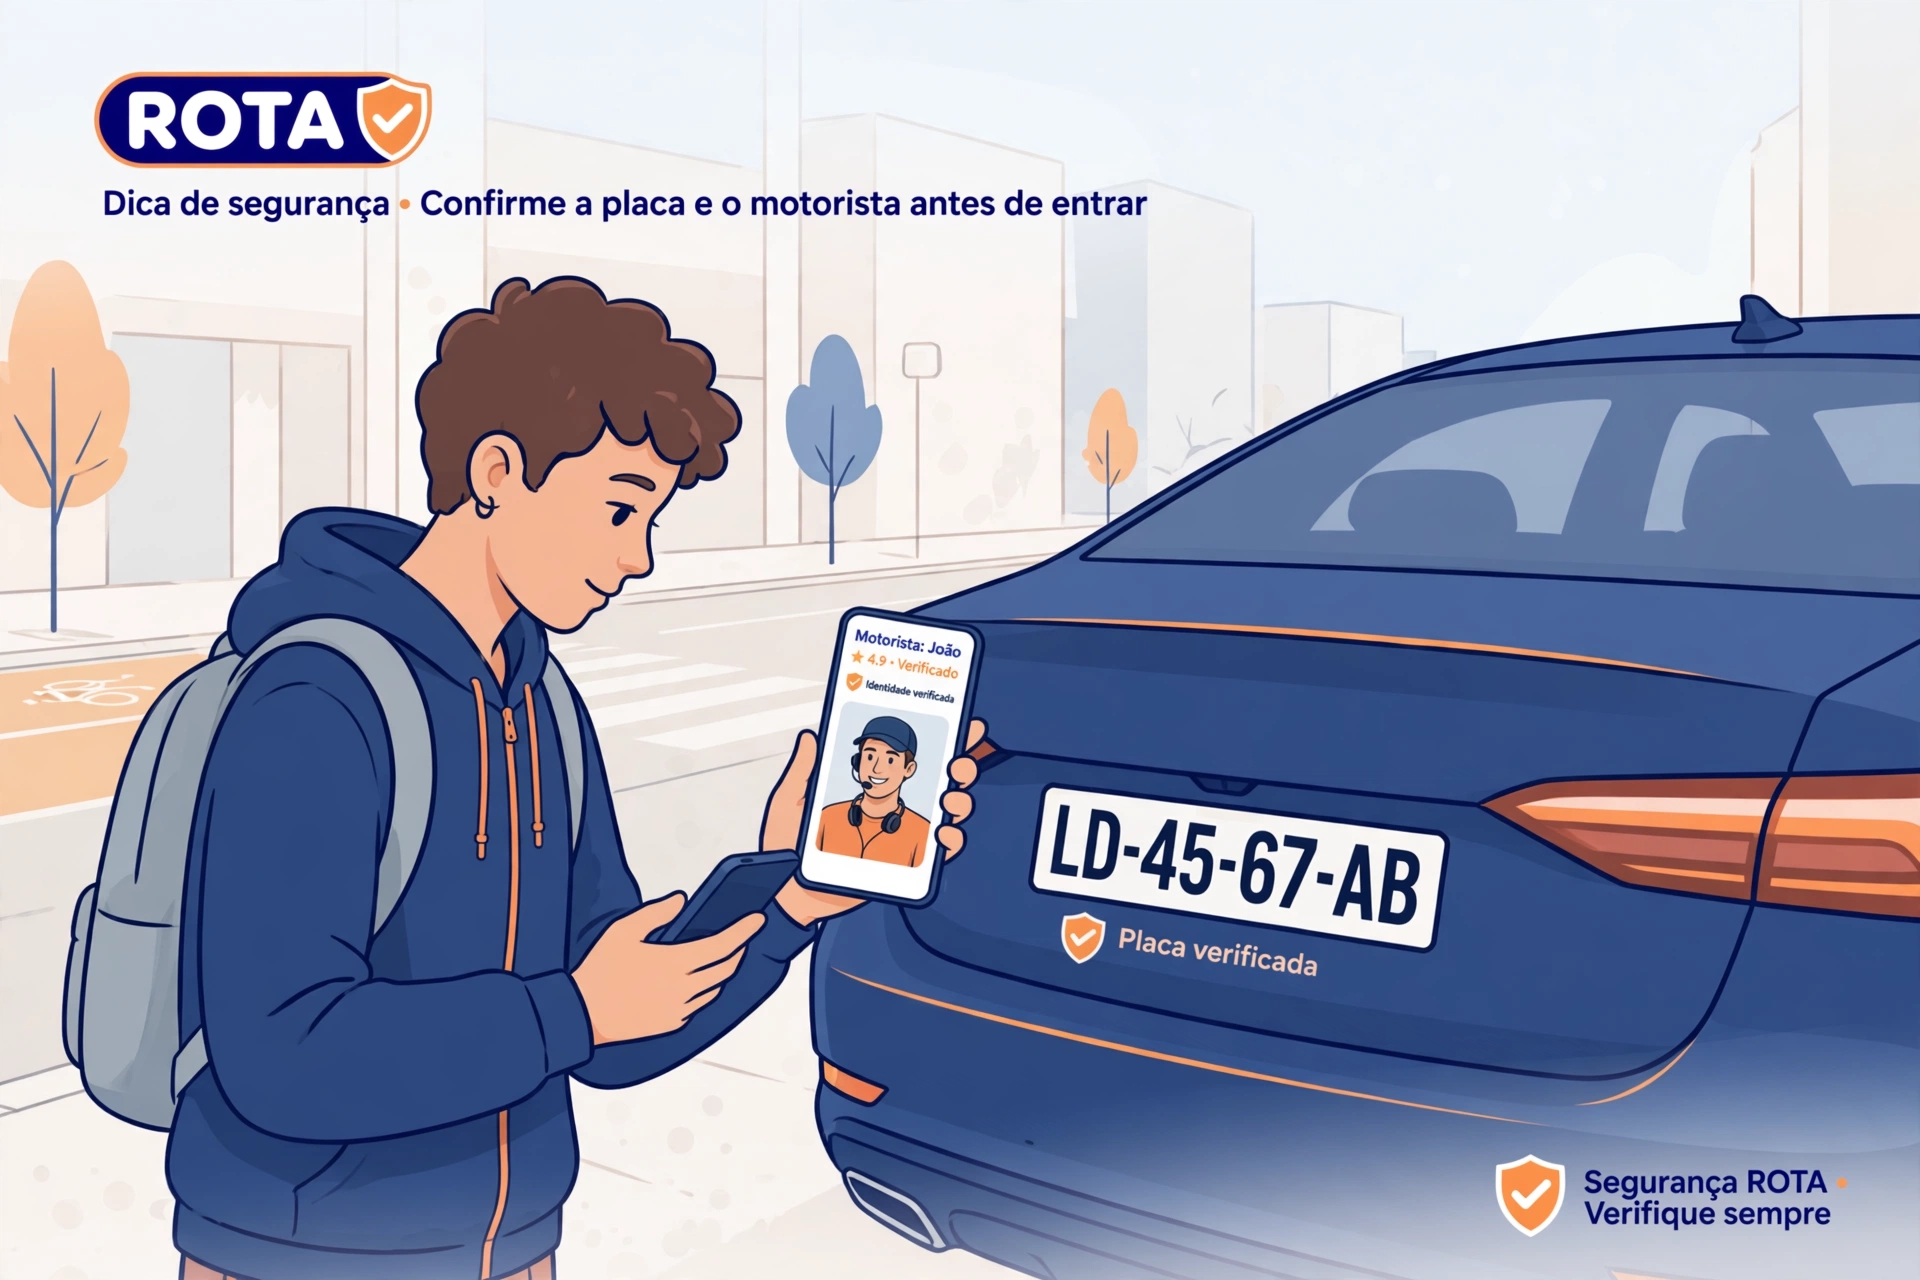 ROTA
Dica de segurança • Confirme a placa e o motorista antes de entrar
Motorista: João
★ 4.9 • Verificado
Identidade verificada
LD-45-67-AB
Placa verificada
Segurança ROTA •
Verifique sempre